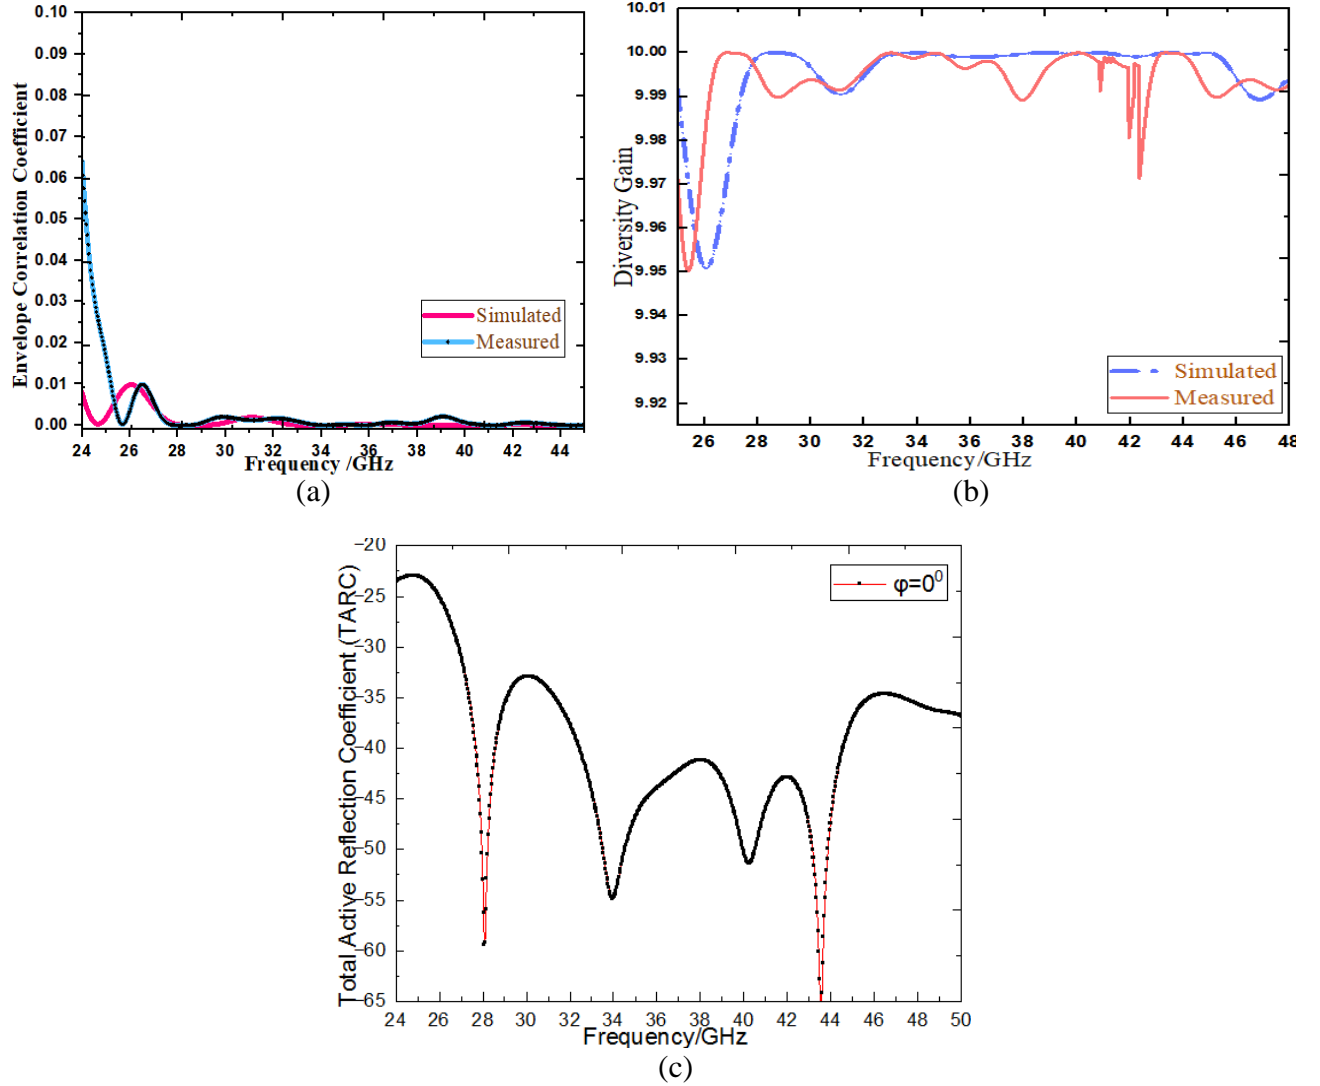 0.10
0.09
0.08
0.07
0.06
0.05
0.04
0.03
0.02
0.01
0.00
Envelope Correlation Coefficient
Simulated
Measured
24 26 28 30 32 34 36 38 40 42 44
Frequency /GHz
(a)
10.01
10.00
9.99
9.98
9.97
9.96
9.95
9.94
9.93
9.92
Diversity Gain
Simulated
Measured
26 28 30 32 34 36 38 40 42 44 46 48
Frequency/GHz
(b)
−20
−25
−30
−35
−40
−45
−50
−55
−60
−65
Total Active Reflection Coefficient (TARC)
φ=0⁰
24 26 28 30 32 34 36 38 40 42 44 46 48 50
Frequency/GHz
(c)